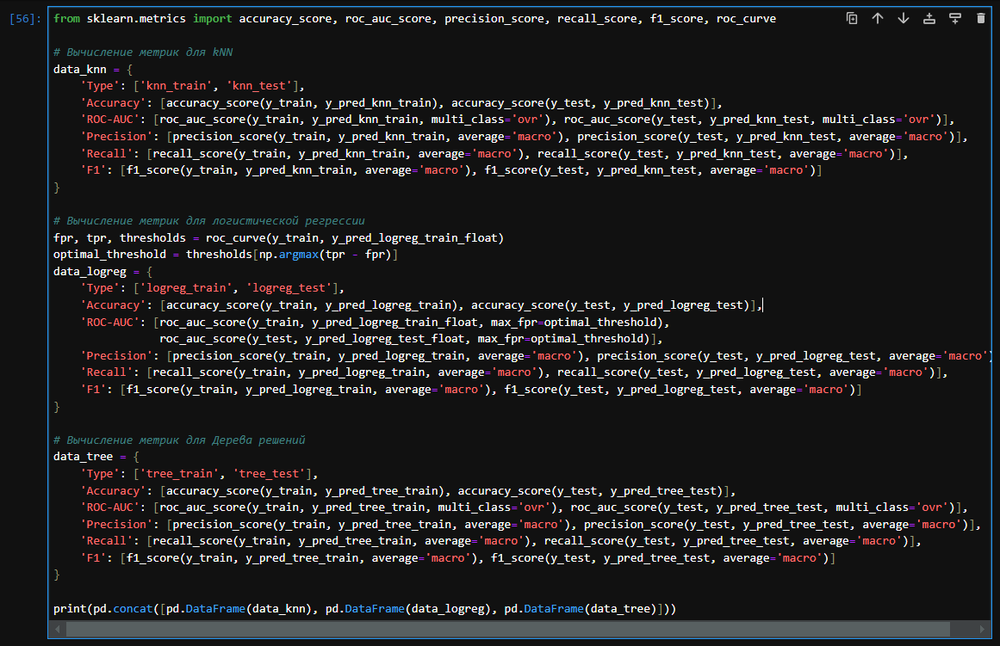 [56]: from sklearn.metrics import accuracy_score, roc_auc_score, precision_score, recall_score, f1_score, roc_curve

# Вычисление метрик для kNN
data_knn = {
    'Type': ['knn_train', 'knn_test'],
    'Accuracy': [accuracy_score(y_train, y_pred_knn_train), accuracy_score(y_test, y_pred_knn_test)],
    'ROC-AUC': [roc_auc_score(y_train, y_pred_knn_train, multi_class='ovr'), roc_auc_score(y_test, y_pred_knn_test, multi_class='ovr')],
    'Precision': [precision_score(y_train, y_pred_knn_train, average='macro'), precision_score(y_test, y_pred_knn_test, average='macro')],
    'Recall': [recall_score(y_train, y_pred_knn_train, average='macro'), recall_score(y_test, y_pred_knn_test, average='macro')],
    'F1': [f1_score(y_train, y_pred_knn_train, average='macro'), f1_score(y_test, y_pred_knn_test, average='macro')]
}

# Вычисление метрик для логистической регрессии
fpr, tpr, thresholds = roc_curve(y_train, y_pred_logreg_train_float)
optimal_threshold = thresholds[np.argmax(tpr - fpr)]
data_logreg = {
    'Type': ['logreg_train', 'logreg_test'],
    'Accuracy': [accuracy_score(y_train, y_pred_logreg_train), accuracy_score(y_test, y_pred_logreg_test)],
    'ROC-AUC': [roc_auc_score(y_train, y_pred_logreg_train_float, max_fpr=optimal_threshold),
                roc_auc_score(y_test, y_pred_logreg_test_float, max_fpr=optimal_threshold)],
    'Precision': [precision_score(y_train, y_pred_logreg_train, average='macro'), precision_score(y_test, y_pred_logreg_test, average='macro')
    'Recall': [recall_score(y_train, y_pred_logreg_train, average='macro'), recall_score(y_test, y_pred_logreg_test, average='macro')],
    'F1': [f1_score(y_train, y_pred_logreg_train, average='macro'), f1_score(y_test, y_pred_logreg_test, average='macro')]
}

# Вычисление метрик для Дерева решений
data_tree = {
    'Type': ['tree_train', 'tree_test'],
    'Accuracy': [accuracy_score(y_train, y_pred_tree_train), accuracy_score(y_test, y_pred_tree_test)],
    'ROC-AUC': [roc_auc_score(y_train, y_pred_tree_train, multi_class='ovr'), roc_auc_score(y_test, y_pred_tree_test, multi_class='ovr')],
    'Precision': [precision_score(y_train, y_pred_tree_train, average='macro'), precision_score(y_test, y_pred_tree_test, average='macro')],
    'Recall': [recall_score(y_train, y_pred_tree_train, average='macro'), recall_score(y_test, y_pred_tree_test, average='macro')],
    'F1': [f1_score(y_train, y_pred_tree_train, average='macro'), f1_score(y_test, y_pred_tree_test, average='macro')]
}

print(pd.concat([pd.DataFrame(data_knn), pd.DataFrame(data_logreg), pd.DataFrame(data_tree)]))